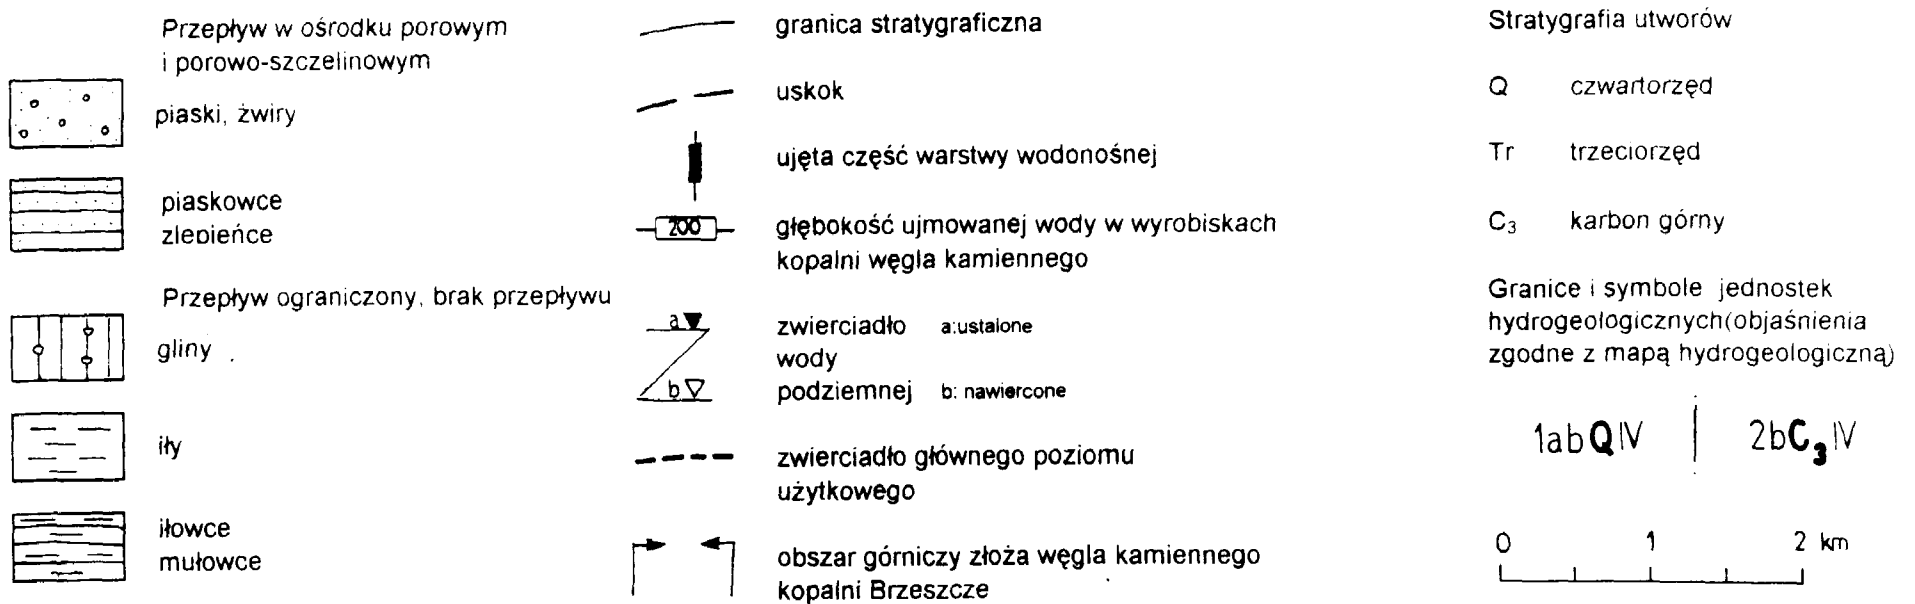 Przepływ w ośrodku porowym
i porowo-szczelinowym
piaski, żwiry
piaskowce
zlepieńce
Przepływ ograniczony, brak przepływu
gliny
iły
iłowce
mułowce
granica stratygraficzna
uskok
ujęta część warstwy wodonośnej
200
głębokość ujmowanej wody w wyrobiskach
kopalni węgla kamiennego
a
zwierciadło a:ustalone
wody
b
podziemnej b: nawiercone
zwierciadło głównego poziomu
użytkowego
obszar górniczy złoża węgla kamiennego
kopalni Brzeszcze
Stratygrafia utworów
Q czwartorzęd
Tr trzeciorzęd
C₃ karbon górny
Granice i symbole jednostek
hydrogeologicznych(objaśnienia
zgodne z mapą hydrogeologiczną)
1abQIV | 2bC₃IV
0 1 2 km